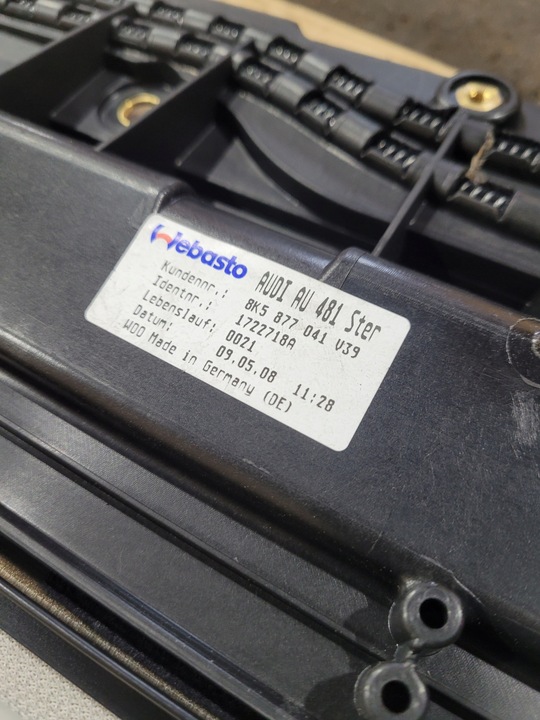 Webasto AUDI AU 481 Ster
Kundennr.: 8K5 877 041 V39
Identnr.: 1722718A
Lebenslauf: 0021
Datum: 09.05.08 11:28
WDD Made in Germany (DE)